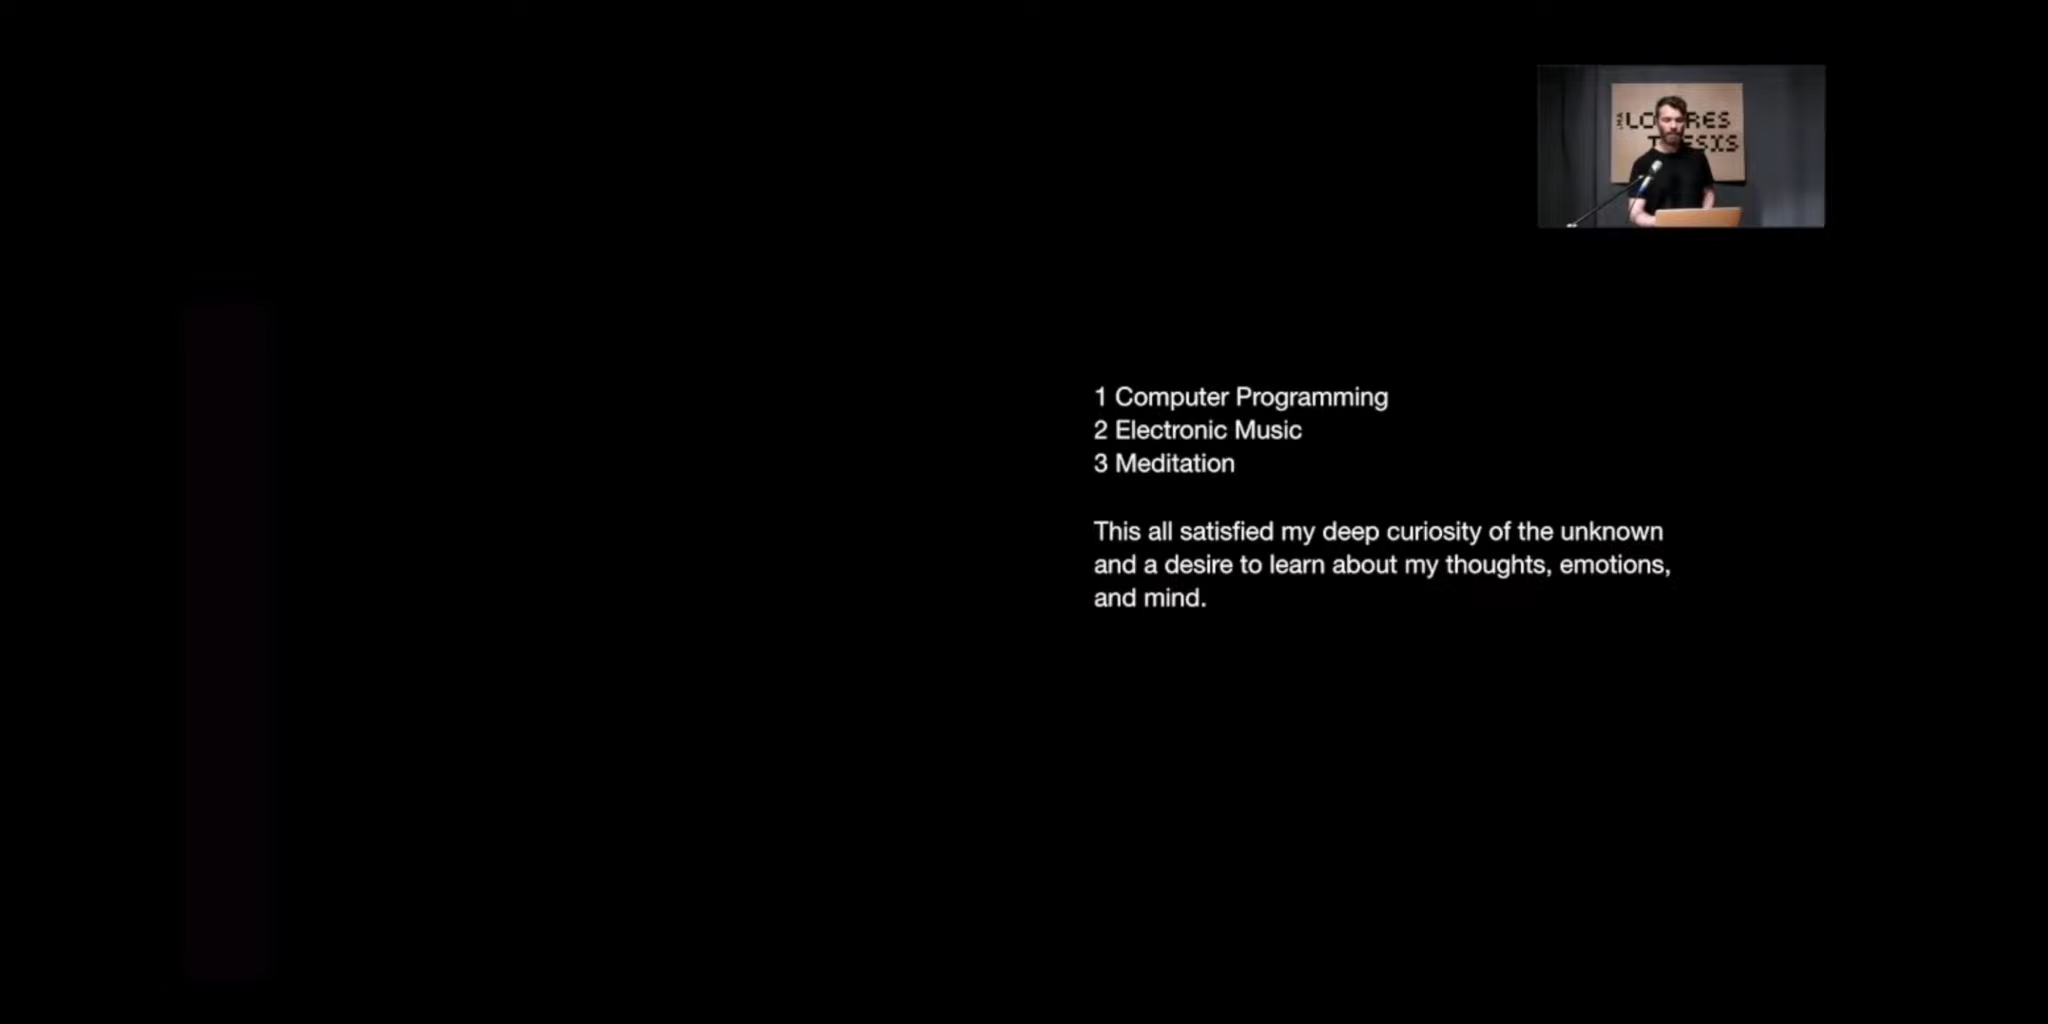 1 Computer Programming
2 Electronic Music
3 Meditation
This all satisfied my deep curiosity of the unknown
and a desire to learn about my thoughts, emotions,
and mind.